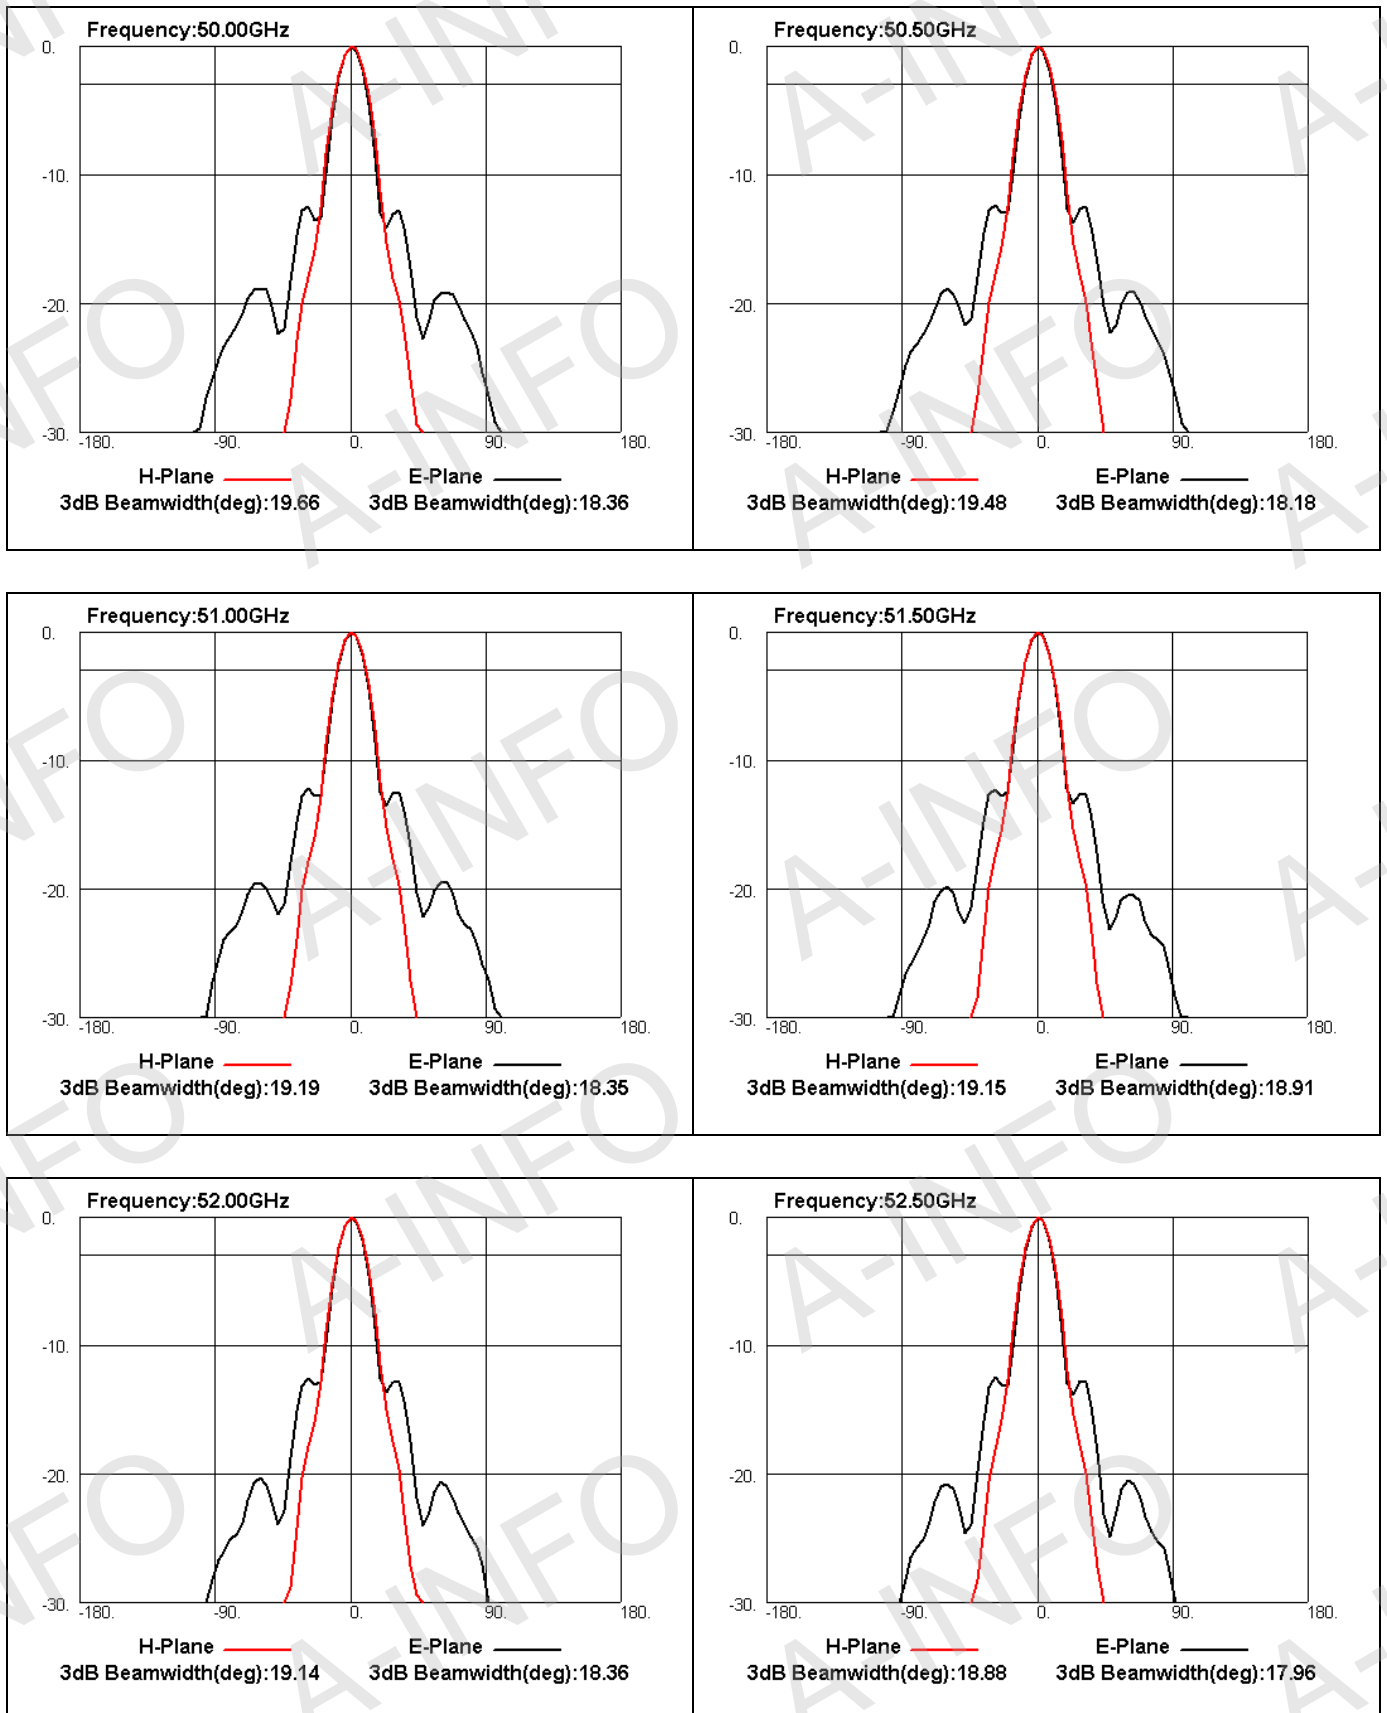 Frequency:50.00GHz
0.
-10.
-20.
-30.
-180.
-90.
0.
90.
180.
H-Plane
E-Plane
3dB Beamwidth(deg):19.66
3dB Beamwidth(deg):18.36
Frequency:50.50GHz
0.
-10.
-20.
-30.
-180.
-90.
0.
90.
180.
H-Plane
E-Plane
3dB Beamwidth(deg):19.48
3dB Beamwidth(deg):18.18
Frequency:51.00GHz
0.
-10.
-20.
-30.
-180.
-90.
0.
90.
180.
H-Plane
E-Plane
3dB Beamwidth(deg):19.19
3dB Beamwidth(deg):18.35
Frequency:51.50GHz
0.
-10.
-20.
-30.
-180.
-90.
0.
90.
180.
H-Plane
E-Plane
3dB Beamwidth(deg):19.15
3dB Beamwidth(deg):18.91
Frequency:52.00GHz
0.
-10.
-20.
-30.
-180.
-90.
0.
90.
180.
H-Plane
E-Plane
3dB Beamwidth(deg):19.14
3dB Beamwidth(deg):18.36
Frequency:52.50GHz
0.
-10.
-20.
-30.
-180.
-90.
0.
90.
180.
H-Plane
E-Plane
3dB Beamwidth(deg):18.88
3dB Beamwidth(deg):17.96
A-INFO
A-INFO
A-INFO
A-INFO
A-INFO
A-INFO
A-INFO
A-INFO